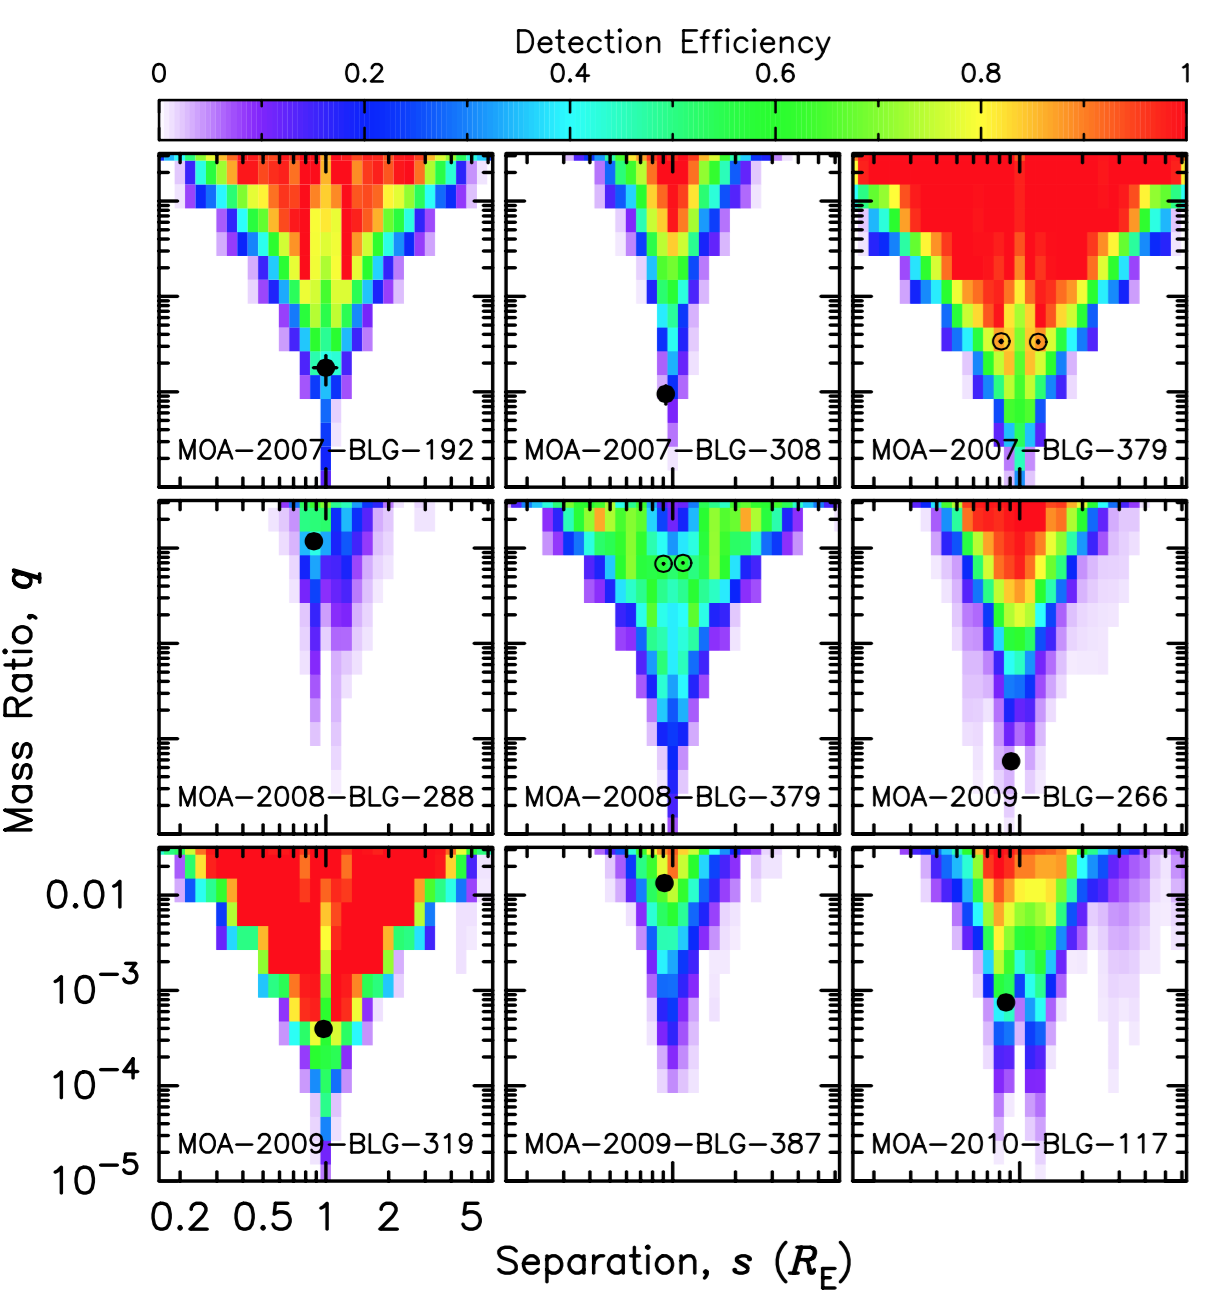 Detection Efficiency
0 0.2 0.4 0.6 0.8 1
MOA-2007-BLG-192 MOA-2007-BLG-308 MOA-2007-BLG-379
MOA-2008-BLG-288 MOA-2008-BLG-379 MOA-2009-BLG-266
Mass Ratio, q
0.01
10⁻³
10⁻⁴
MOA-2009-BLG-319 MOA-2009-BLG-387 MOA-2010-BLG-117
10⁻⁵
0.2 0.5 1 2 5
Separation, s (R_E)